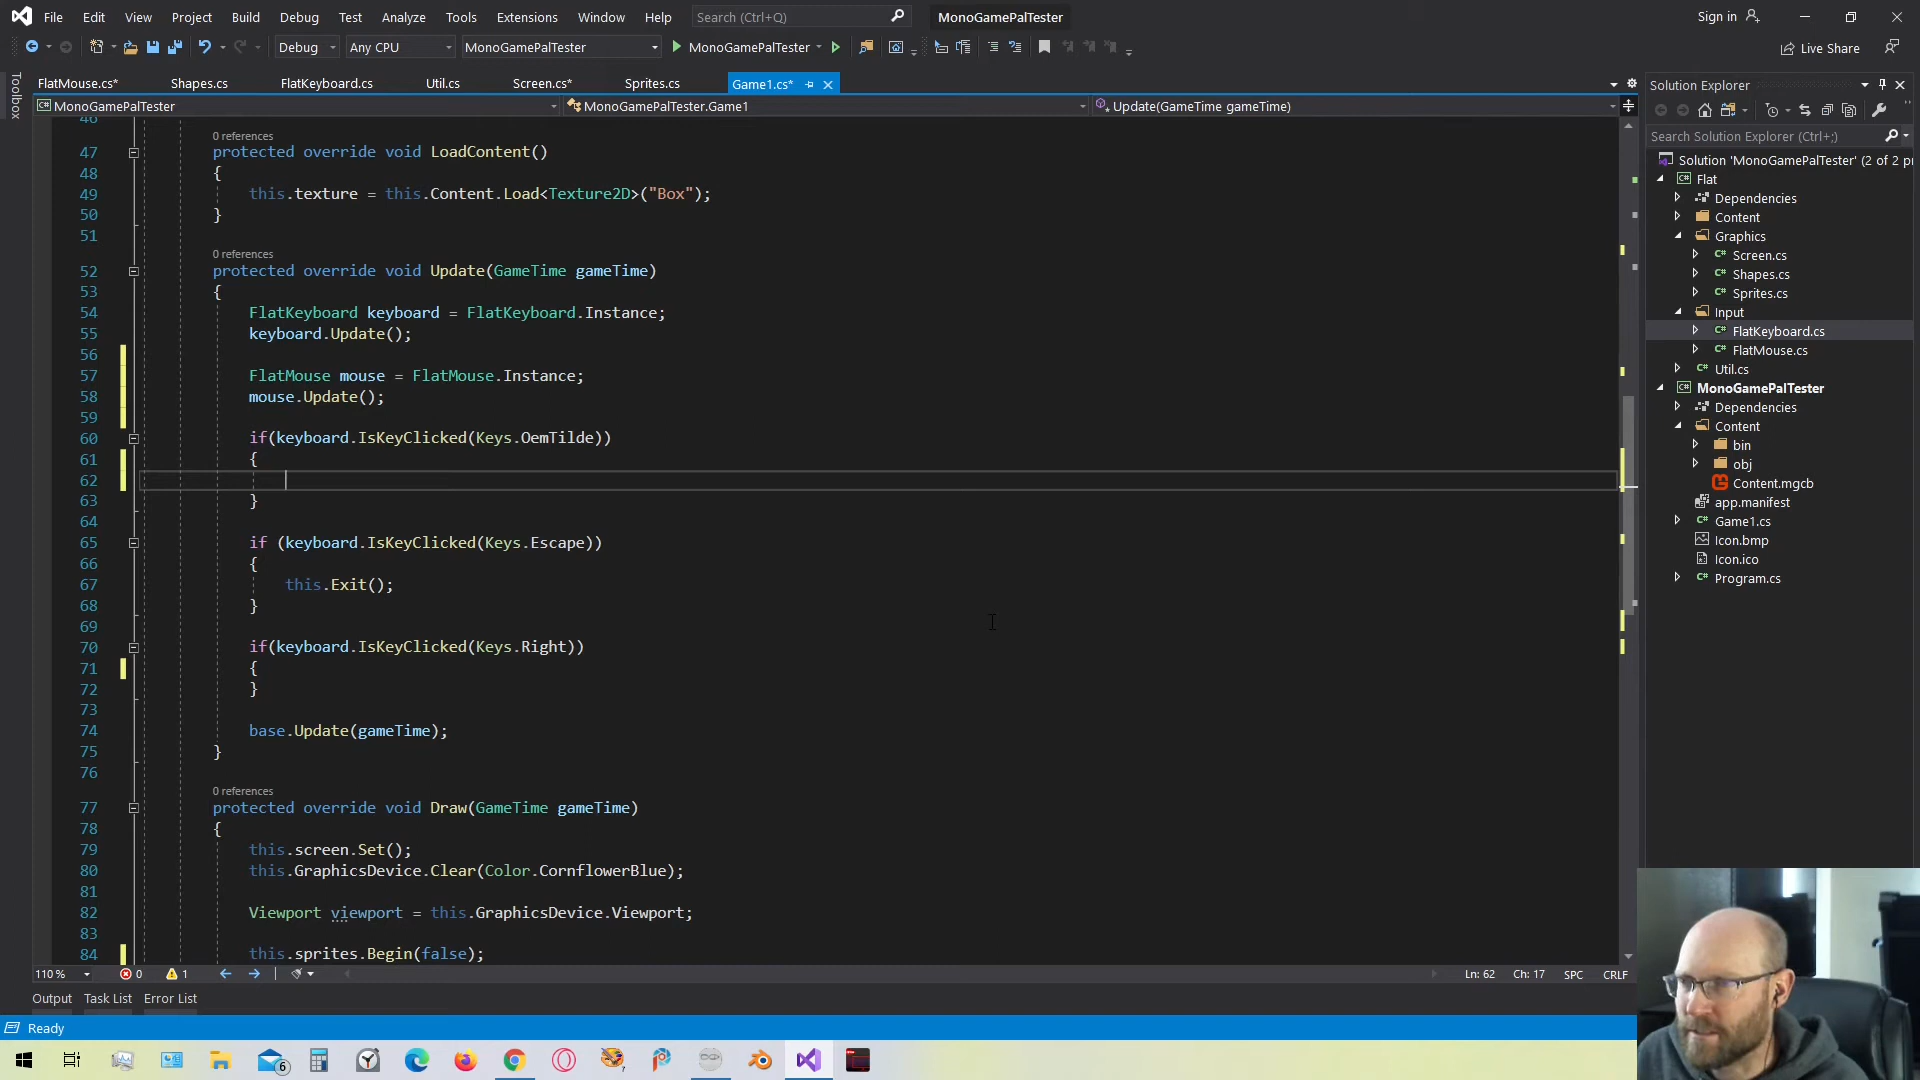 File Edit View Project Build Debug Test Analyze Tools Extensions Window Help Search (Ctrl+Q) MonoGamePalTester Sign in
Debug Any CPU MonoGamePalTester MonoGamePalTester Live Share
Toolbox
FlatMouse.cs* Shapes.cs FlatKeyboard.cs Util.cs Screen.cs* Sprites.cs Game1.cs*
MonoGamePalTester MonoGamePalTester.Game1 Update(GameTime gameTime)
46
0 references
47 protected override void LoadContent()
48 {
49 this.texture = this.Content.Load<Texture2D>("Box");
50 }
51
0 references
52 protected override void Update(GameTime gameTime)
53 {
54 FlatKeyboard keyboard = FlatKeyboard.Instance;
55 keyboard.Update();
56
57 FlatMouse mouse = FlatMouse.Instance;
58 mouse.Update();
59
60 if(keyboard.IsKeyClicked(Keys.OemTilde))
61 {
62
63 }
64
65 if (keyboard.IsKeyClicked(Keys.Escape))
66 {
67 this.Exit();
68 }
69
70 if(keyboard.IsKeyClicked(Keys.Right))
71 {
72 }
73
74 base.Update(gameTime);
75 }
76
0 references
77 protected override void Draw(GameTime gameTime)
78 {
79 this.screen.Set();
80 this.GraphicsDevice.Clear(Color.CornflowerBlue);
81
82 Viewport viewport = this.GraphicsDevice.Viewport;
83
84 this.sprites.Begin(false);
110 % 0 1 Ln: 62 Ch: 17 SPC CRLF
Output Task List Error List
Ready
Solution Explorer
Search Solution Explorer (Ctrl+;)
Solution 'MonoGamePalTester' (2 of 2 pr
Flat
Dependencies
Content
Graphics
Screen.cs
Shapes.cs
Sprites.cs
Input
FlatKeyboard.cs
FlatMouse.cs
Util.cs
MonoGamePalTester
Dependencies
Content
bin
obj
Content.mgcb
app.manifest
Game1.cs
Icon.bmp
Icon.ico
Program.cs
6